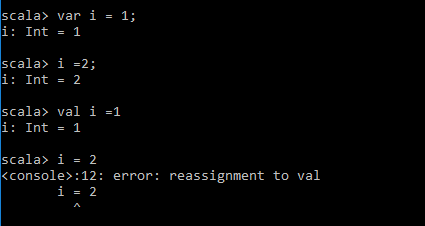 scala> var i = 1;
i: Int = 1
scala> i =2;
i: Int = 2
scala> val i =1
i: Int = 1
scala> i = 2
<console>:12: error: reassignment to val
       i = 2
         ^